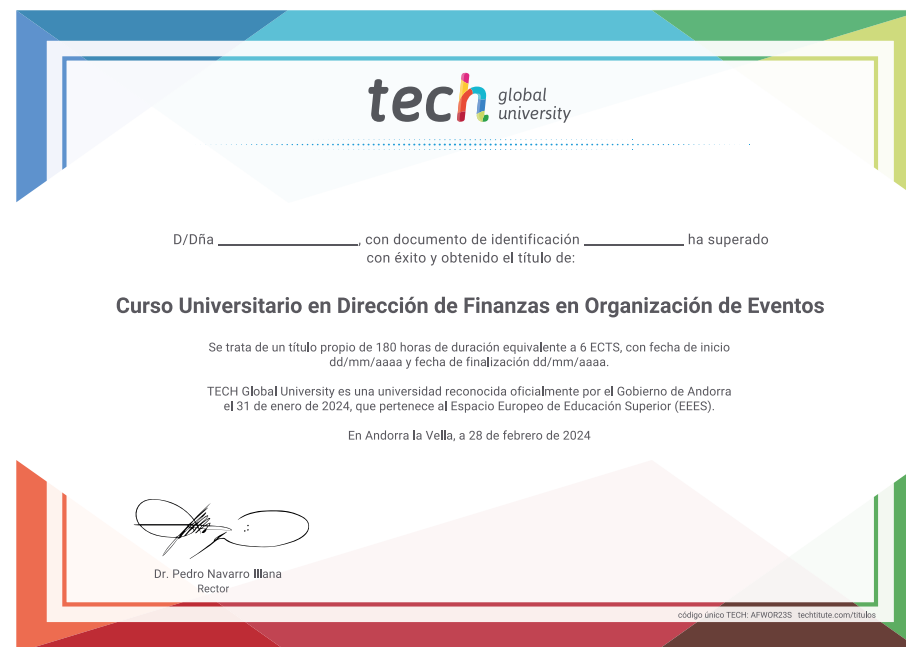 tech global university
D/Dña ______________, con documento de identificación __________ ha superado
con éxito y obtenido el título de:
Curso Universitario en Dirección de Finanzas en Organización de Eventos
Se trata de un título propio de 180 horas de duración equivalente a 6 ECTS, con fecha de inicio
dd/mm/aaaa y fecha de finalización dd/mm/aaaa.
TECH Global University es una universidad reconocida oficialmente por el Gobierno de Andorra
el 31 de enero de 2024, que pertenece al Espacio Europeo de Educación Superior (EEES).
En Andorra la Vella, a 28 de febrero de 2024
Dr. Pedro Navarro Illana
Rector
código único TECH: AFWOR23S techtitute.com/titulos